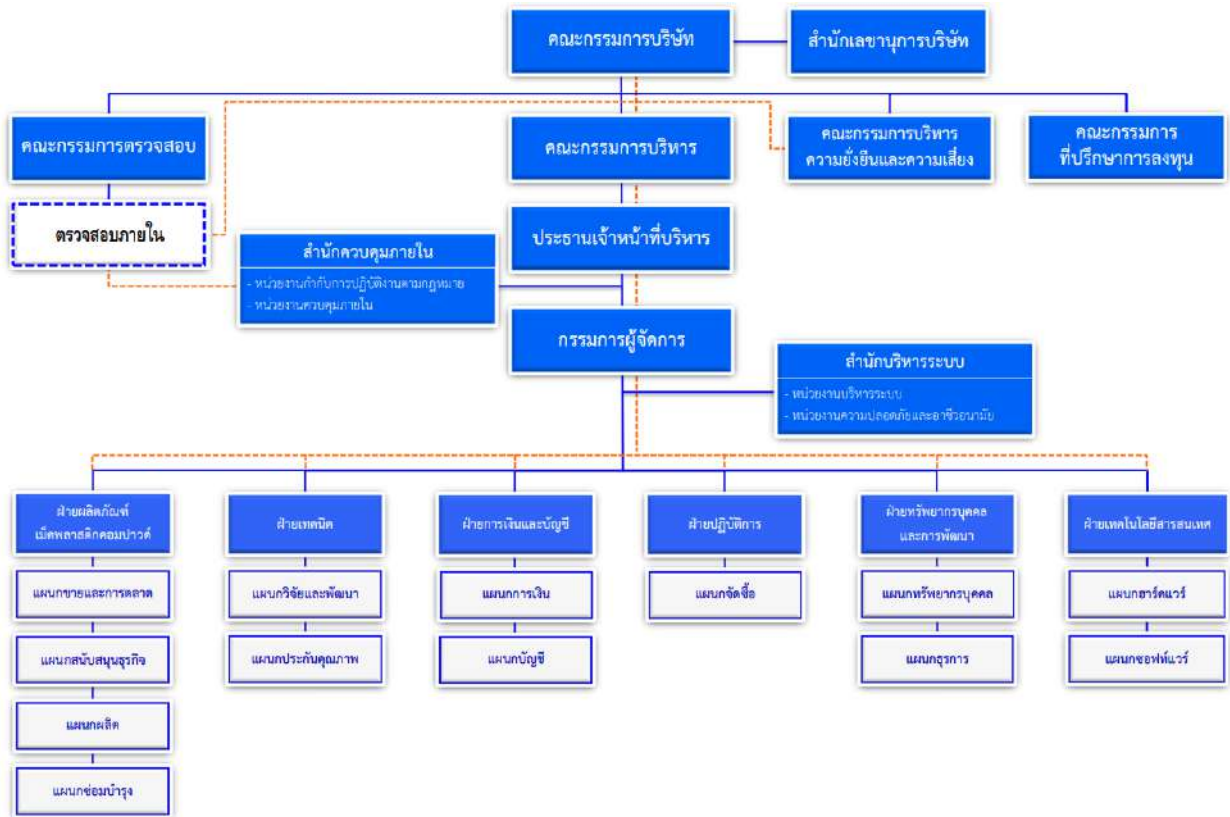 คณะกรรมการบริษัท
สำนักเลขานุการบริษัท
คณะกรรมการตรวจสอบ
คณะกรรมการบริหาร
คณะกรรมการบริหาร
ความยั่งยืนและความเสี่ยง
คณะกรรมการ
ที่ปรึกษาการลงทุน
ตรวจสอบภายใน
ประธานเจ้าหน้าที่บริหาร
สำนักควบคุมภายใน
- หน่วยงานกำกับการปฏิบัติงานตามกฎหมาย
- หน่วยงานควบคุมภายใน
กรรมการผู้จัดการ
สำนักบริหารระบบ
- หน่วยงานบริหารระบบ
- หน่วยงานความปลอดภัยและอาชีวอนามัย
ฝ่ายผลิตภัณฑ์
เม็ดพลาสติกคอมปาวด์
ฝ่ายเทคนิค
ฝ่ายการเงินและบัญชี
ฝ่ายปฏิบัติการ
ฝ่ายทรัพยากรบุคคล
และการพัฒนา
ฝ่ายเทคโนโลยีสารสนเทศ
แผนกขายและการตลาด
แผนกวิจัยและพัฒนา
แผนกการเงิน
แผนกจัดซื้อ
แผนกทรัพยากรบุคคล
แผนกฮาร์ดแวร์
แผนกสนับสนุนธุรกิจ
แผนกประกันคุณภาพ
แผนกบัญชี
แผนกธุรการ
แผนกซอฟท์แวร์
แผนกผลิต
แผนกซ่อมบำรุง